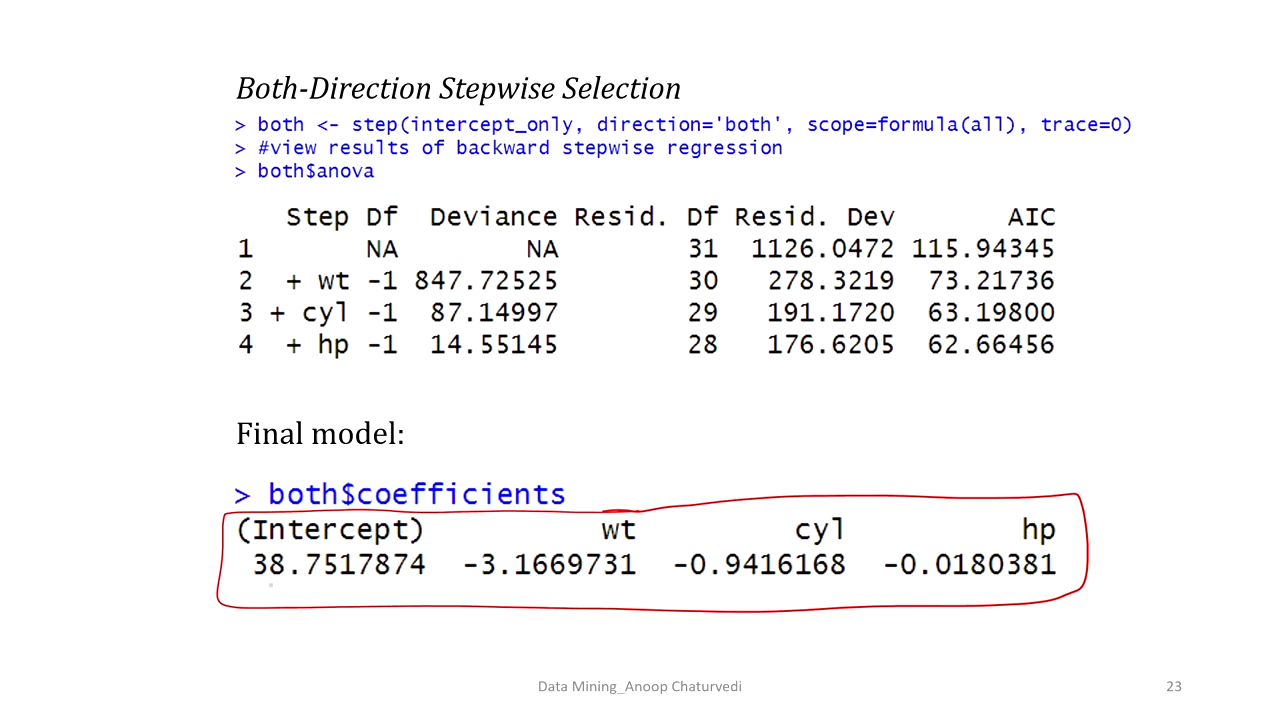 Both-Direction Stepwise Selection
> both <- step(intercept_only, direction='both', scope=formula(all), trace=0)
> #view results of backward stepwise regression
> both$anova
Step Df Deviance Resid. Df Resid. Dev AIC
1 NA NA 31 1126.0472 115.94345
2 + wt -1 847.72525 30 278.3219 73.21736
3 + cyl -1 87.14997 29 191.1720 63.19800
4 + hp -1 14.55145 28 176.6205 62.66456
Final model:
> both$coefficients
(Intercept) wt cyl hp
38.7517874 -3.1669731 -0.9416168 -0.0180381
Data Mining_Anoop Chaturvedi
23